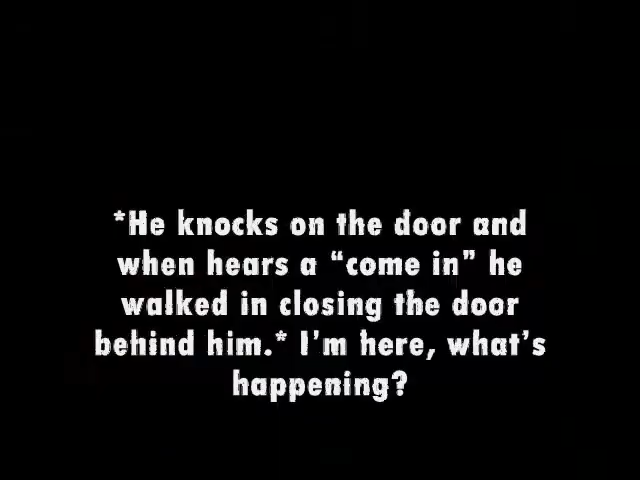 *He knocks on the door and
when hears a “come in” he
walked in closing the door
behind him.* I’m here, what’s
happening?